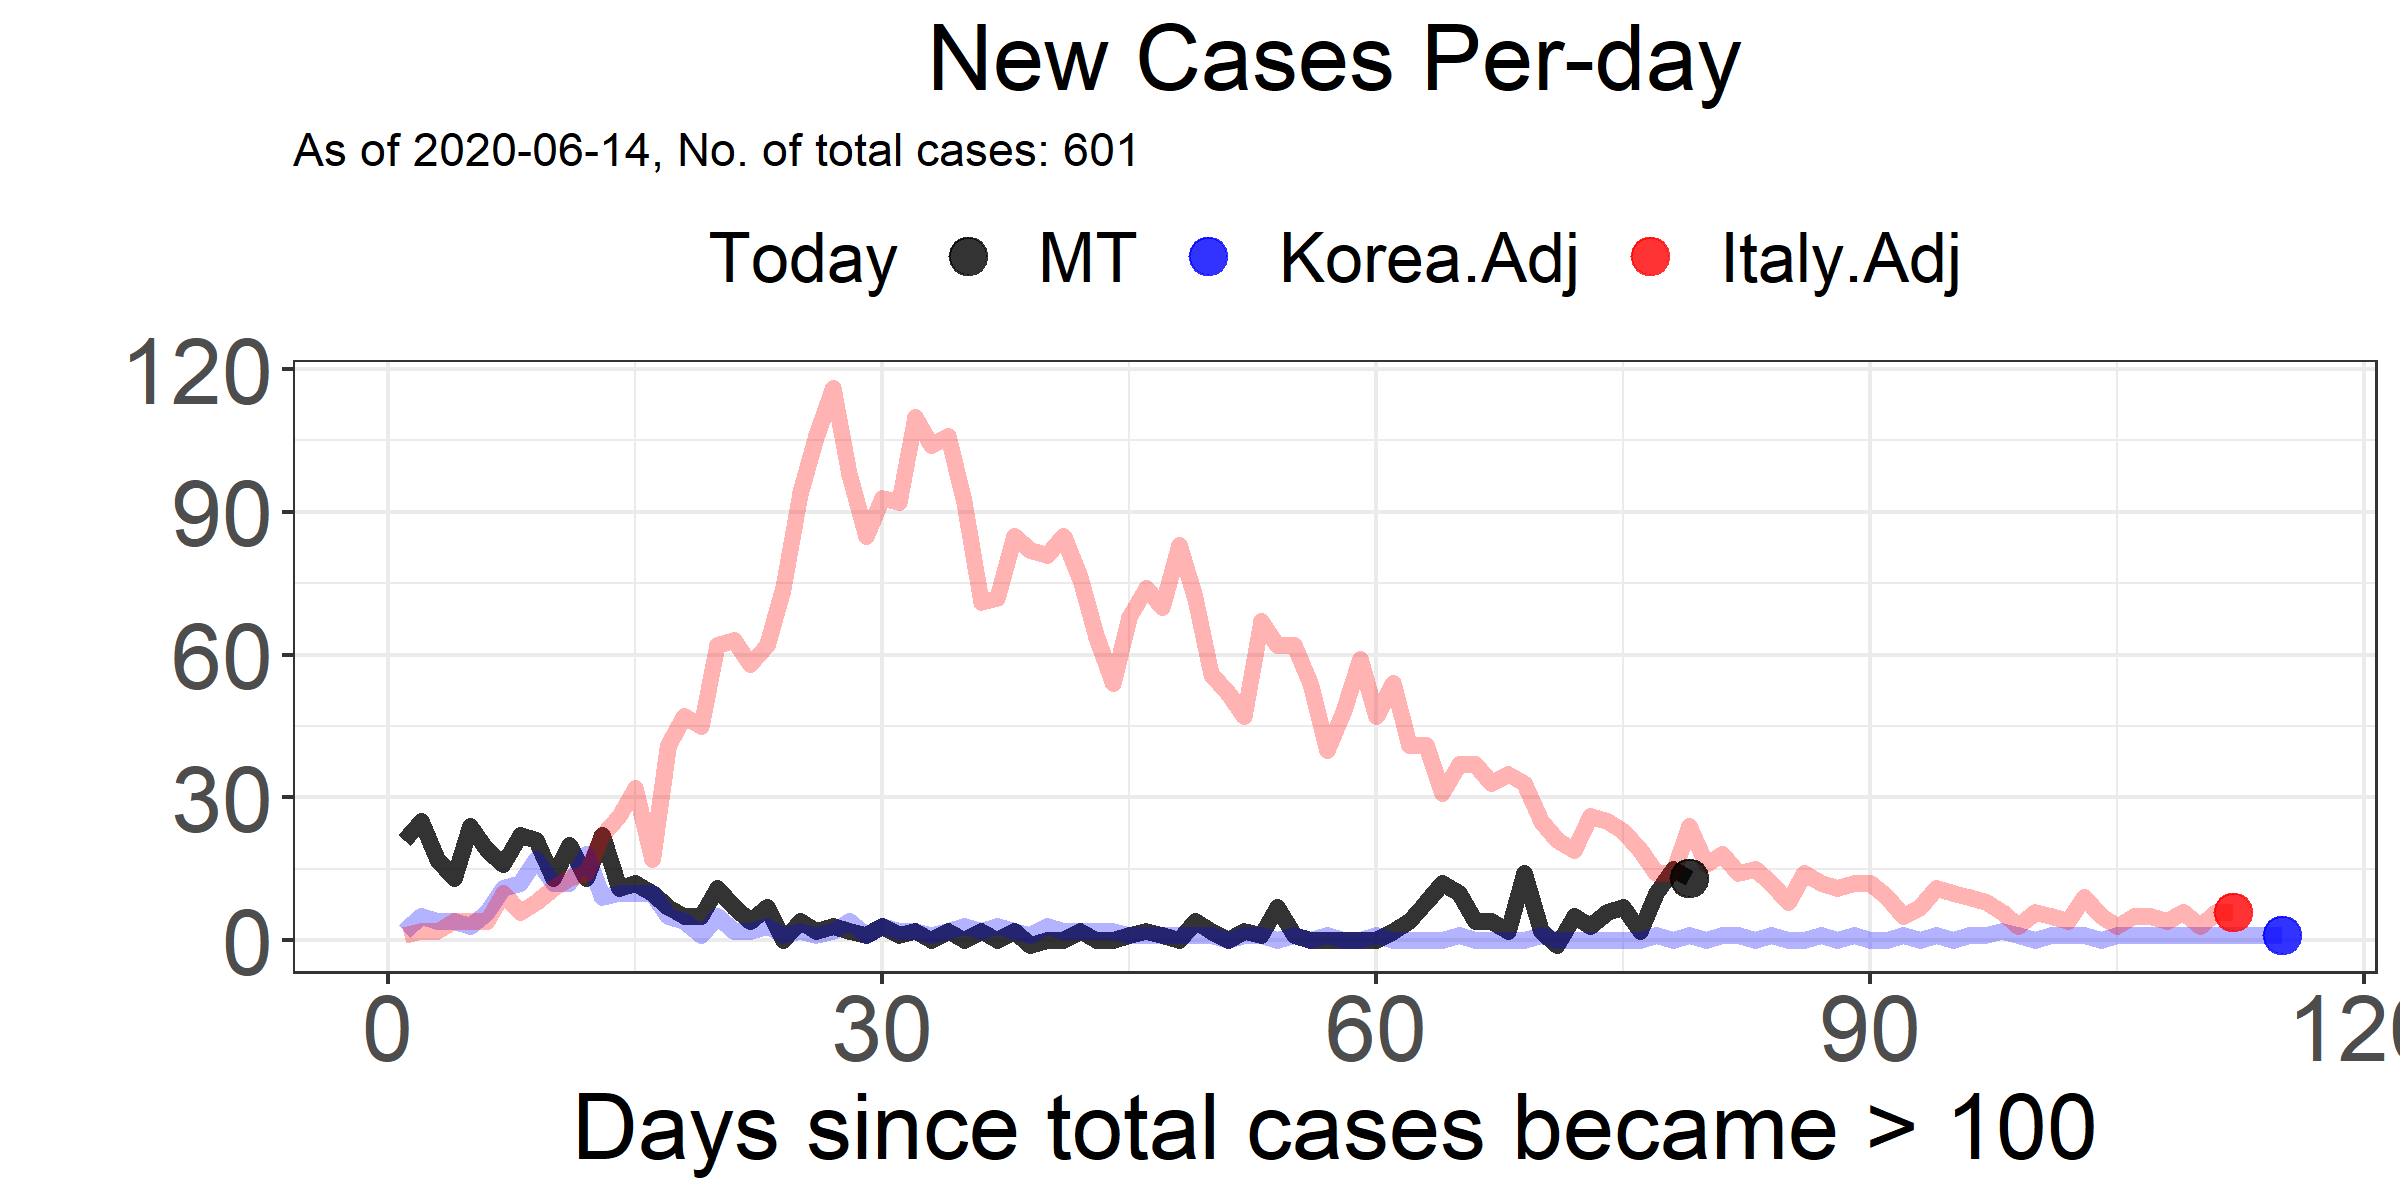 New Cases Per-day
As of 2020-06-14, No. of total cases: 601
Today MT Korea.Adj Italy.Adj
120
90
60
30
0
0 30 60 90 120
Days since total cases became > 100